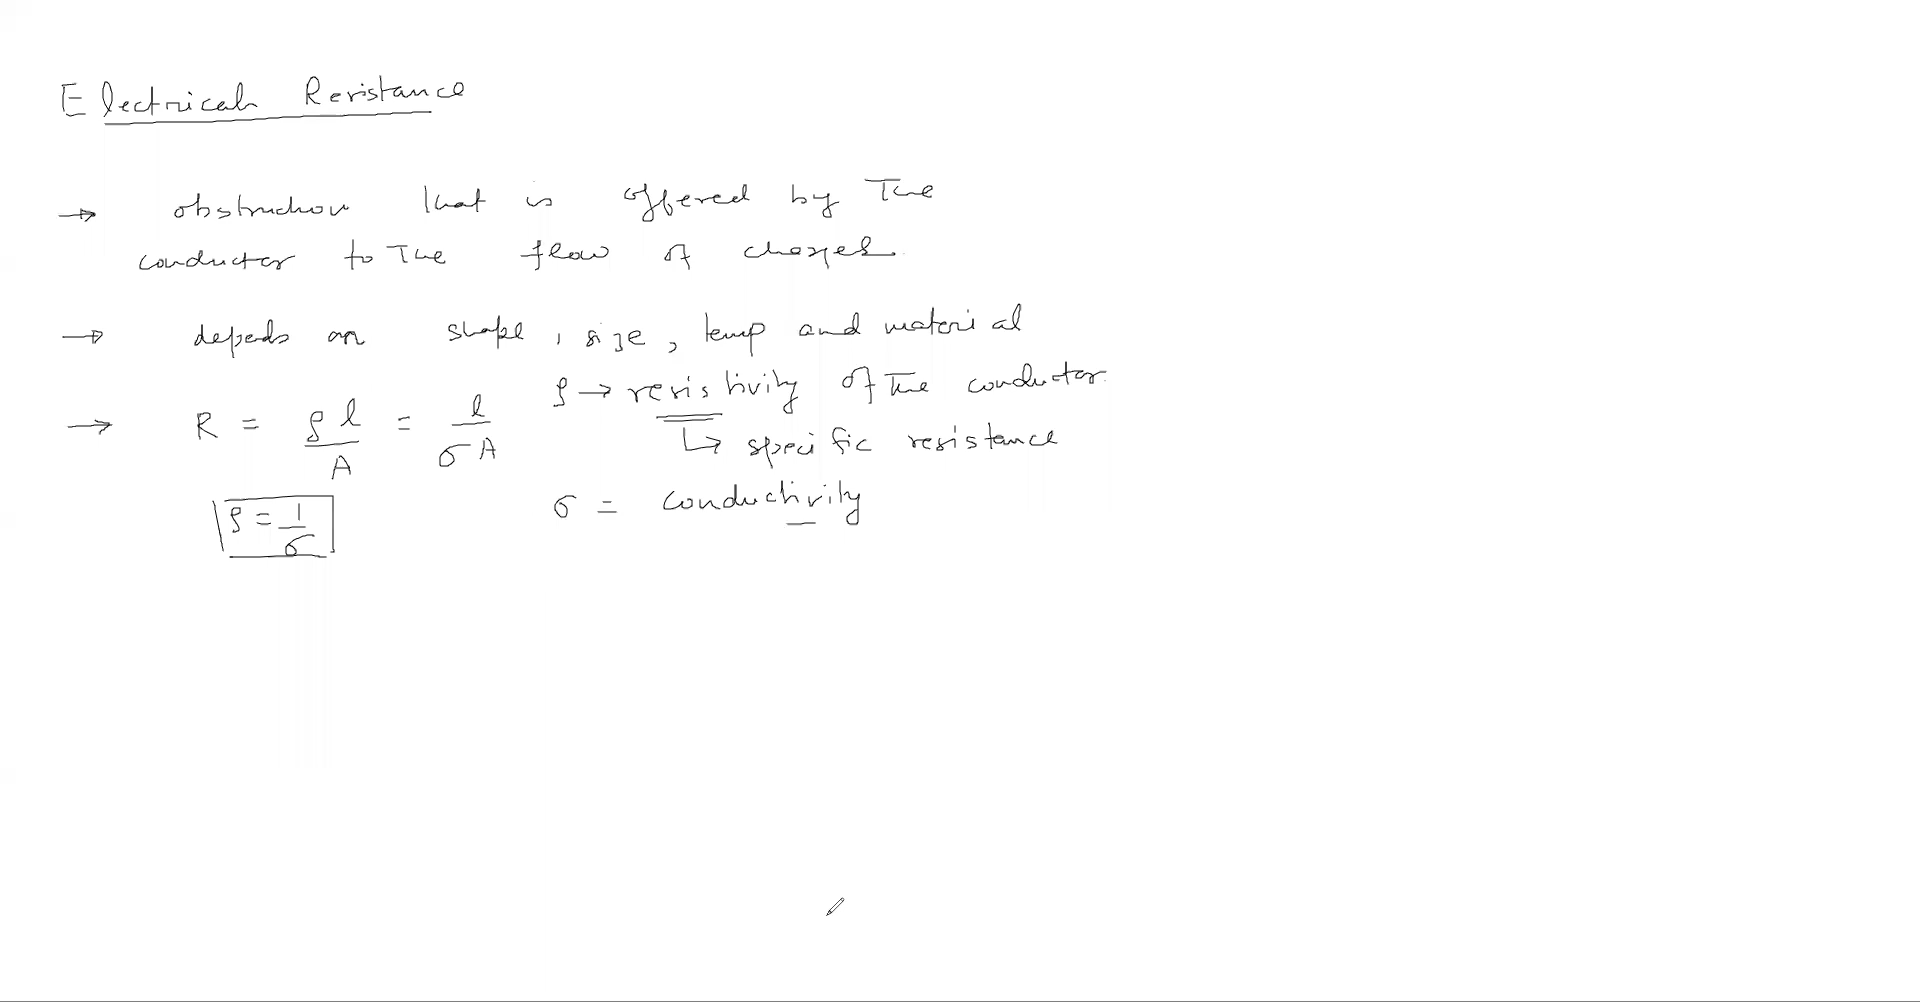 Electrical Resistance
→ obstruction that is offered by The
conductor to The flow of charges.
→ depeds on shape, size, temp and material
ρ → resistivity of The conductor.
→ R = ρl/A = l/σA
↳ specific resistance
ρ = 1/σ
σ = conductivity